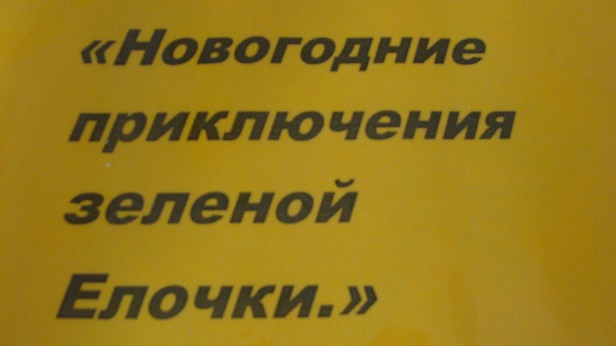 «Новогодние
приключения
зеленой
Елочки.»